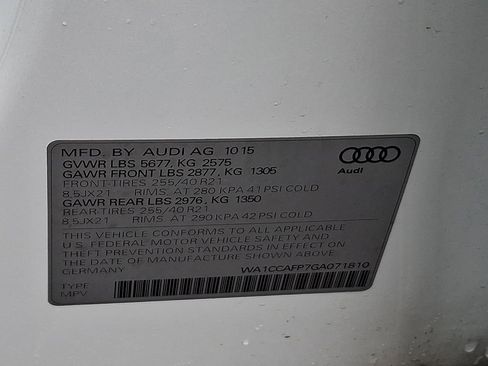 MFD. BY AUDI AG 10 15
GVWR LBS 5677, KG 2575
GAWR FRONT LBS 2877, KG 1305
FRONT-TIRES 255/40 R21
8,5JX21 RIMS AT 280 KPA 41 PSI COLD
GAWR REAR LBS 2976, KG 1350
REAR-TIRES 255/40 R21
8,5JX21 RIMS AT 290 KPA 42 PSI COLD
THIS VEHICLE CONFORMS TO ALL APPLICABLE
U.S. FEDERAL MOTOR VEHICLE SAFETY AND
THEFT PREVENTION STANDARDS IN EFFECT ON
THE DATE OF MANUFACTURE SHOWN ABOVE
GERMANY WA1CCAFP7GA071810
TYPE
MPV
Audi